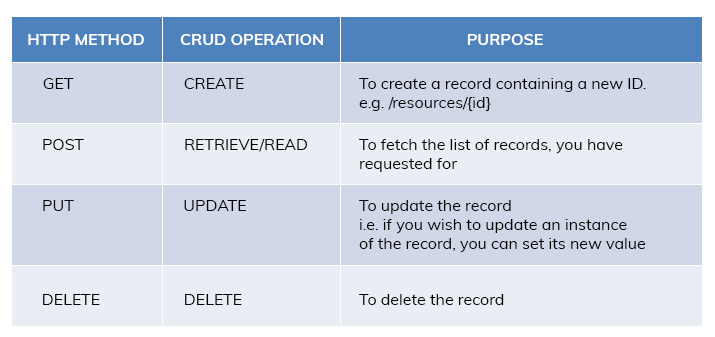 HTTP METHOD CRUD OPERATION PURPOSE
GET CREATE To create a record containing a new ID.
e.g. /resources/{id}
POST RETRIEVE/READ To fetch the list of records, you have
requested for
PUT UPDATE To update the record
i.e. if you wish to update an instance
of the record, you can set its new value
DELETE DELETE To delete the record